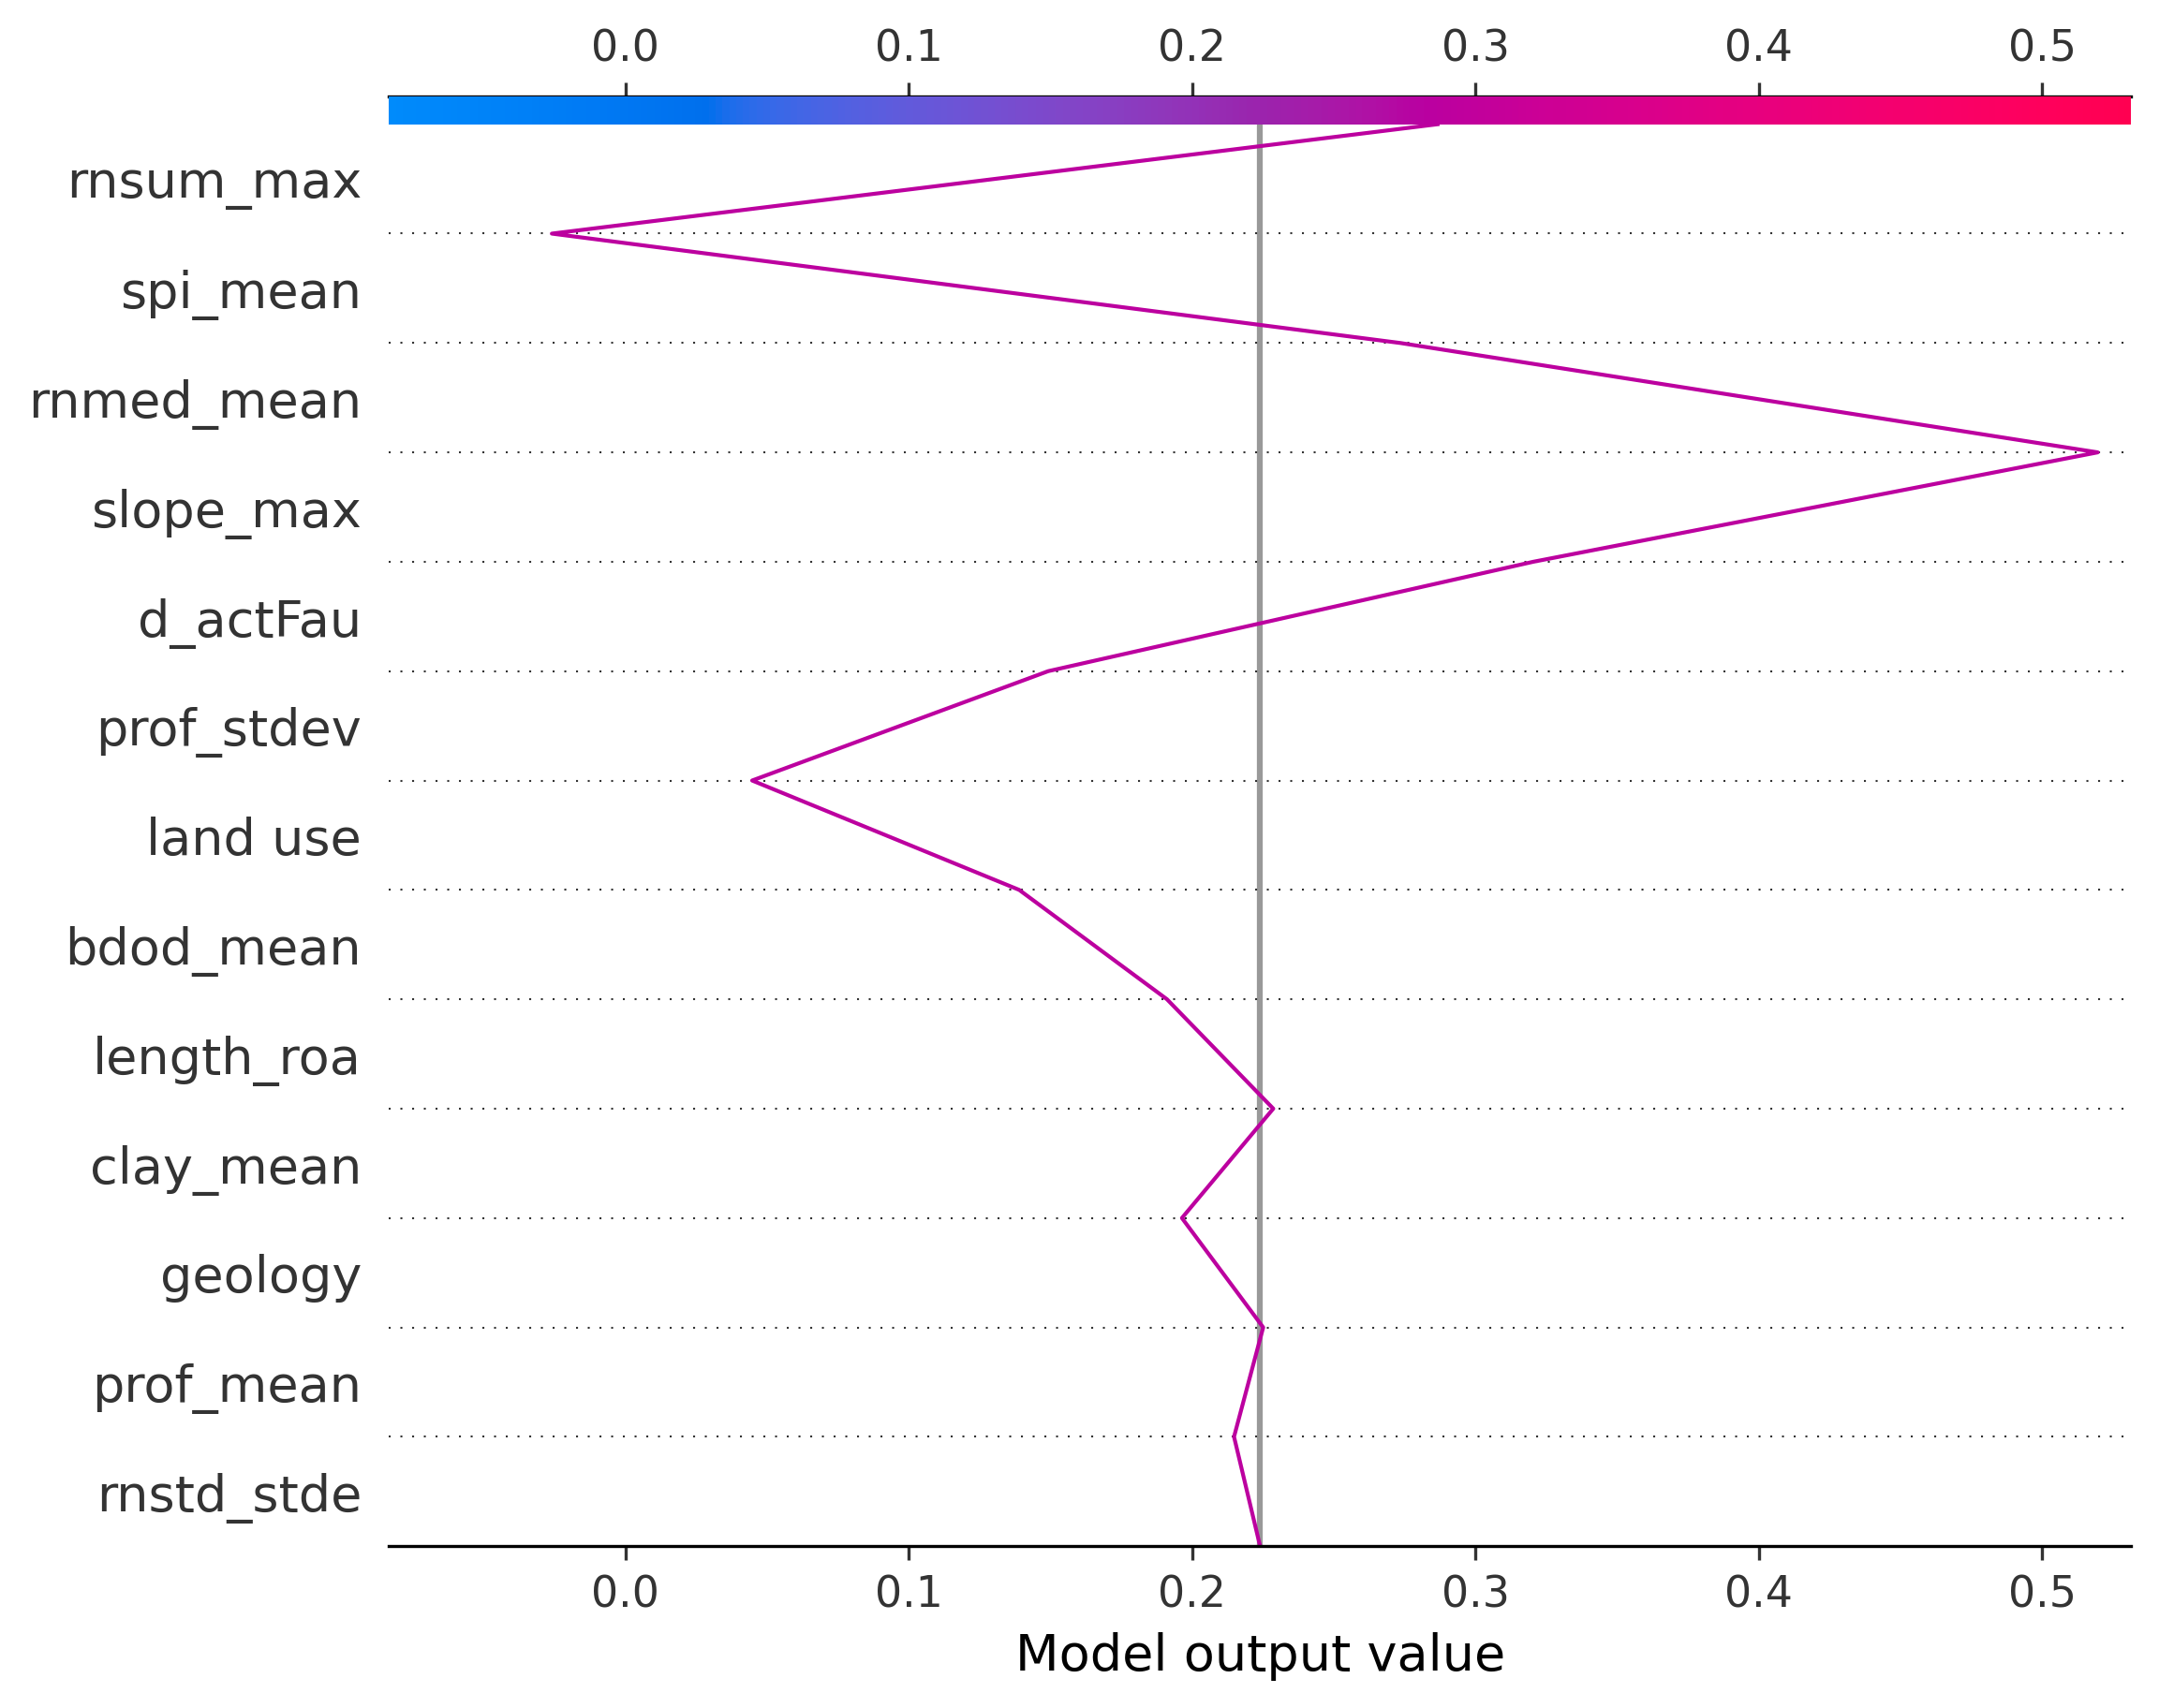 0.0 0.1 0.2 0.3 0.4 0.5
rnsum_max
spi_mean
rnmed_mean
slope_max
d_actFau
prof_stdev
land use
bdod_mean
length_roa
clay_mean
geology
prof_mean
rnstd_stde
0.0 0.1 0.2 0.3 0.4 0.5
Model output value